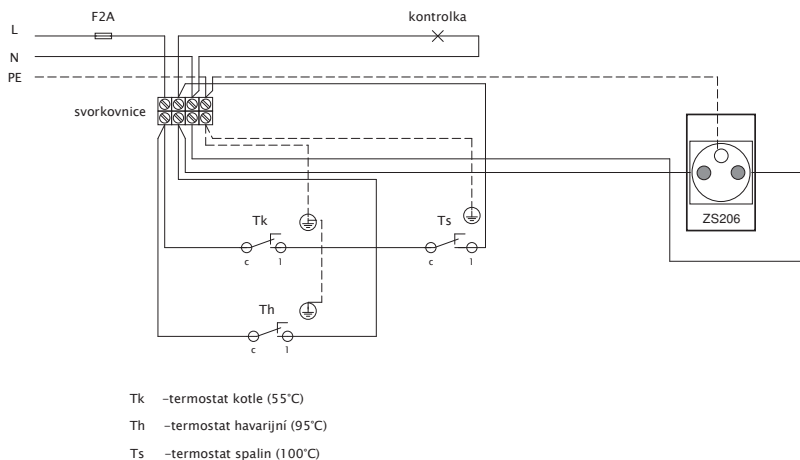 F2A
kontrolka
L
N
PE
svorkovnice
ZS206
Tk
Ts
c
1
c
1
Th
c
1
Tk –termostat kotle (55°C)
Th –termostat havarijní (95°C)
Ts –termostat spalin (100°C)